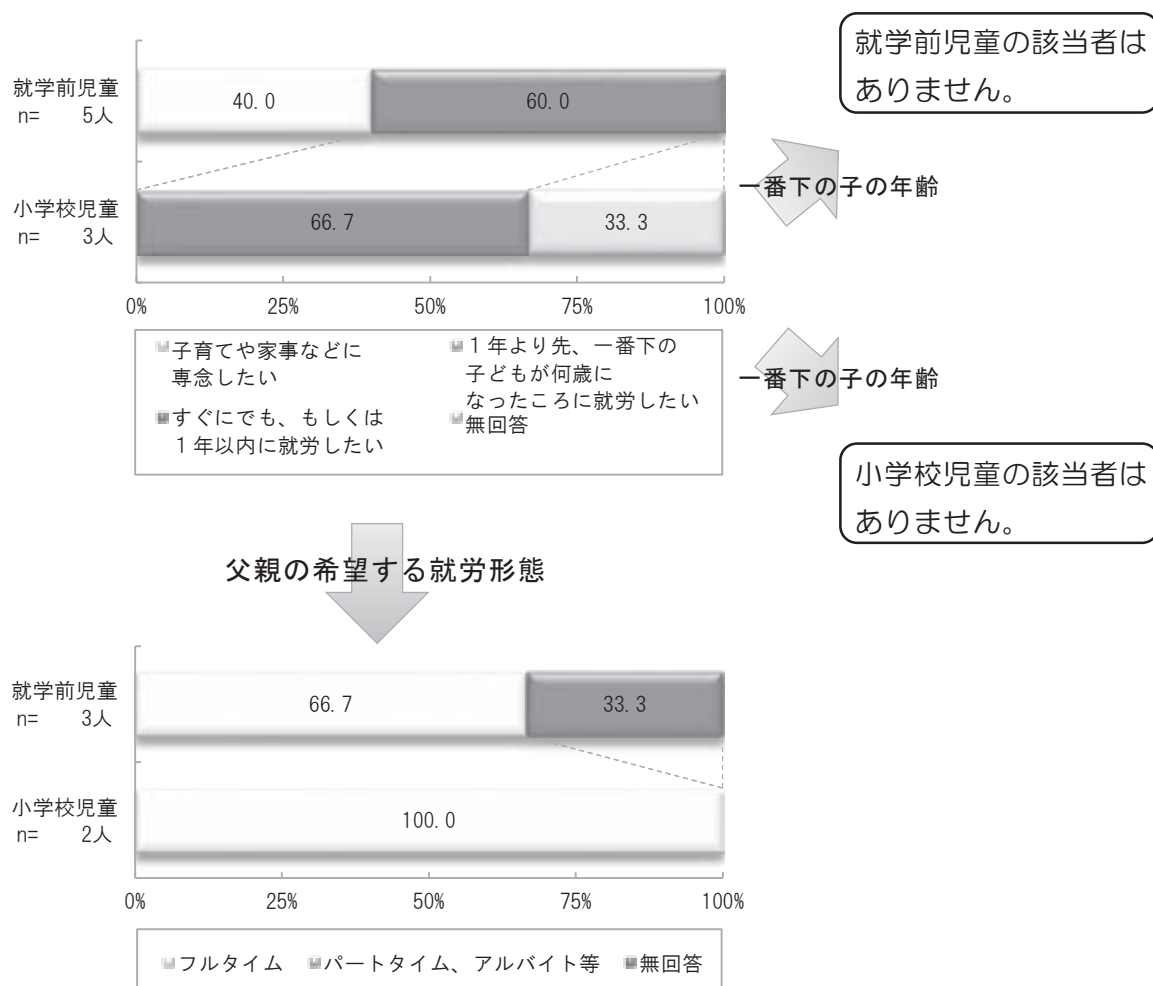 就学前児童の該当者は
ありません。
就学前児童
n= 5人
40.0
60.0
一番下の子の年齢
小学校児童
n= 3人
66.7
33.3
0%
25%
50%
75%
100%
子育てや家事などに
専念したい
１年より先、一番下の
子どもが何歳に
なったころに就労したい
すぐにでも、もしくは
１年以内に就労したい
無回答
一番下の子の年齢
小学校児童の該当者は
ありません。
父親の希望する就労形態
就学前児童
n= 3人
66.7
33.3
小学校児童
n= 2人
100.0
0%
25%
50%
75%
100%
フルタイム
パートタイム、アルバイト等
無回答